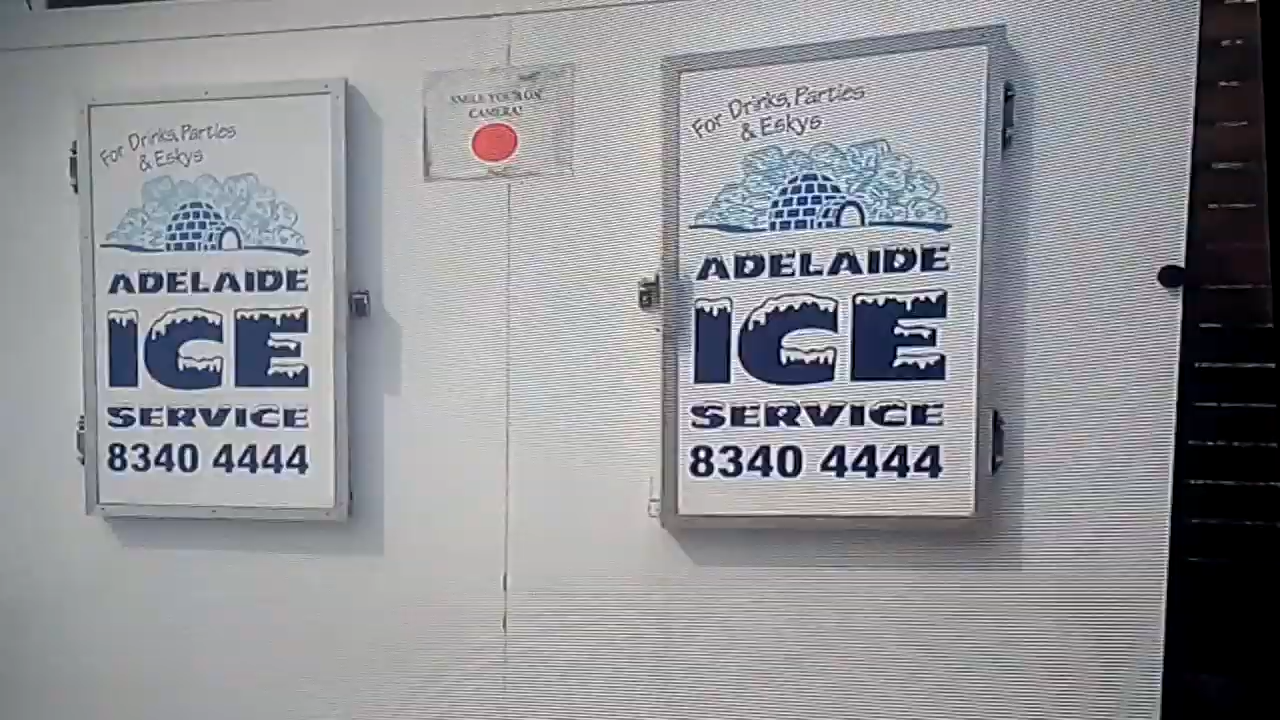 For Drinks, Parties
& Eskys
ADELAIDE
ICE
SERVICE
8340 4444
SMILE YOU'R ON
CAMERA!
For Drinks, Parties
& Eskys
ADELAIDE
ICE
SERVICE
8340 4444